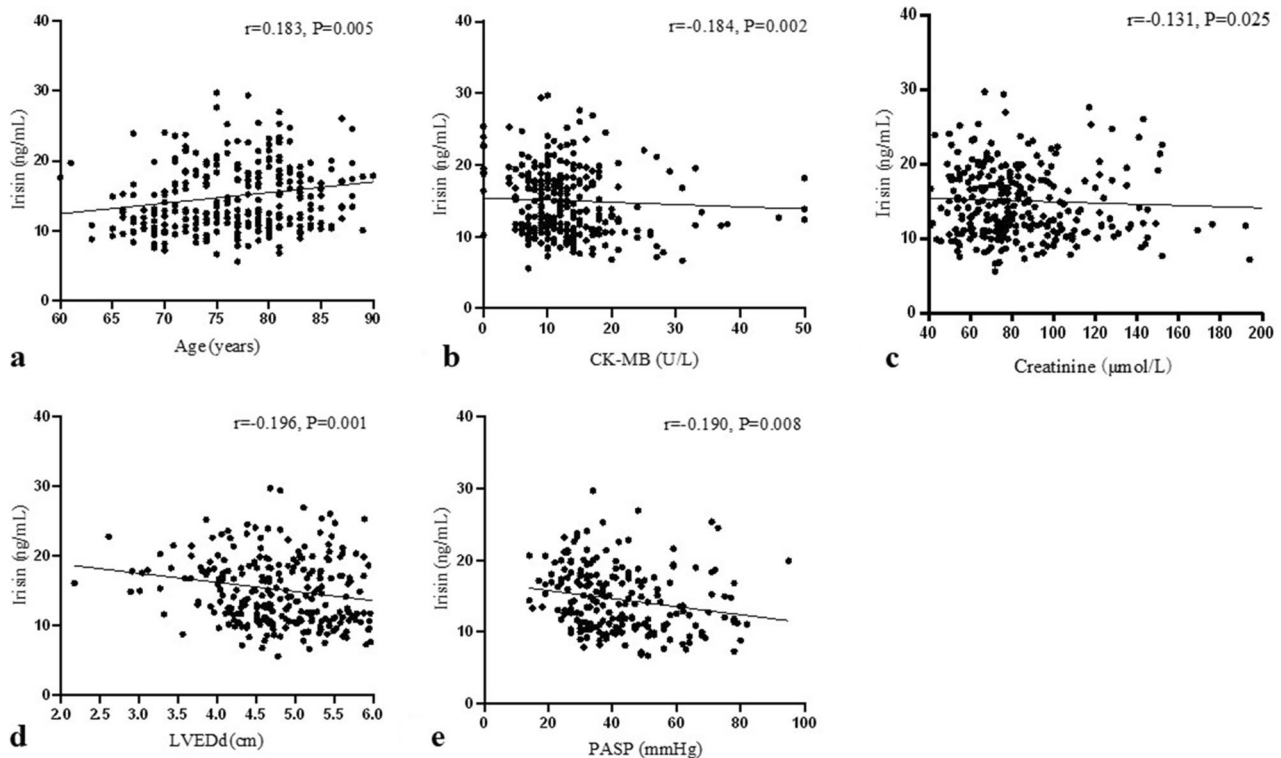 r=0.183, P=0.005
40
30
20
10
0
Irisin (ng/mL)
60 65 70 75 80 85 90
Age (years)
a
r=-0.184, P=0.002
40
30
20
10
0
Irisin (ng/mL)
0 10 20 30 40 50
CK-MB (U/L)
b
r=-0.131, P=0.025
40
30
20
10
0
Irisin (ng/mL)
40 60 80 100 120 140 160 180 200
Creatinine (μmol/L)
c
r=-0.196, P=0.001
40
30
20
10
0
Irisin (ng/mL)
2.0 2.5 3.0 3.5 4.0 4.5 5.0 5.5 6.0
LVEDd (cm)
d
r=-0.190, P=0.008
40
30
20
10
0
Irisin (ng/mL)
0 20 40 60 80 100
PASP (mmHg)
e